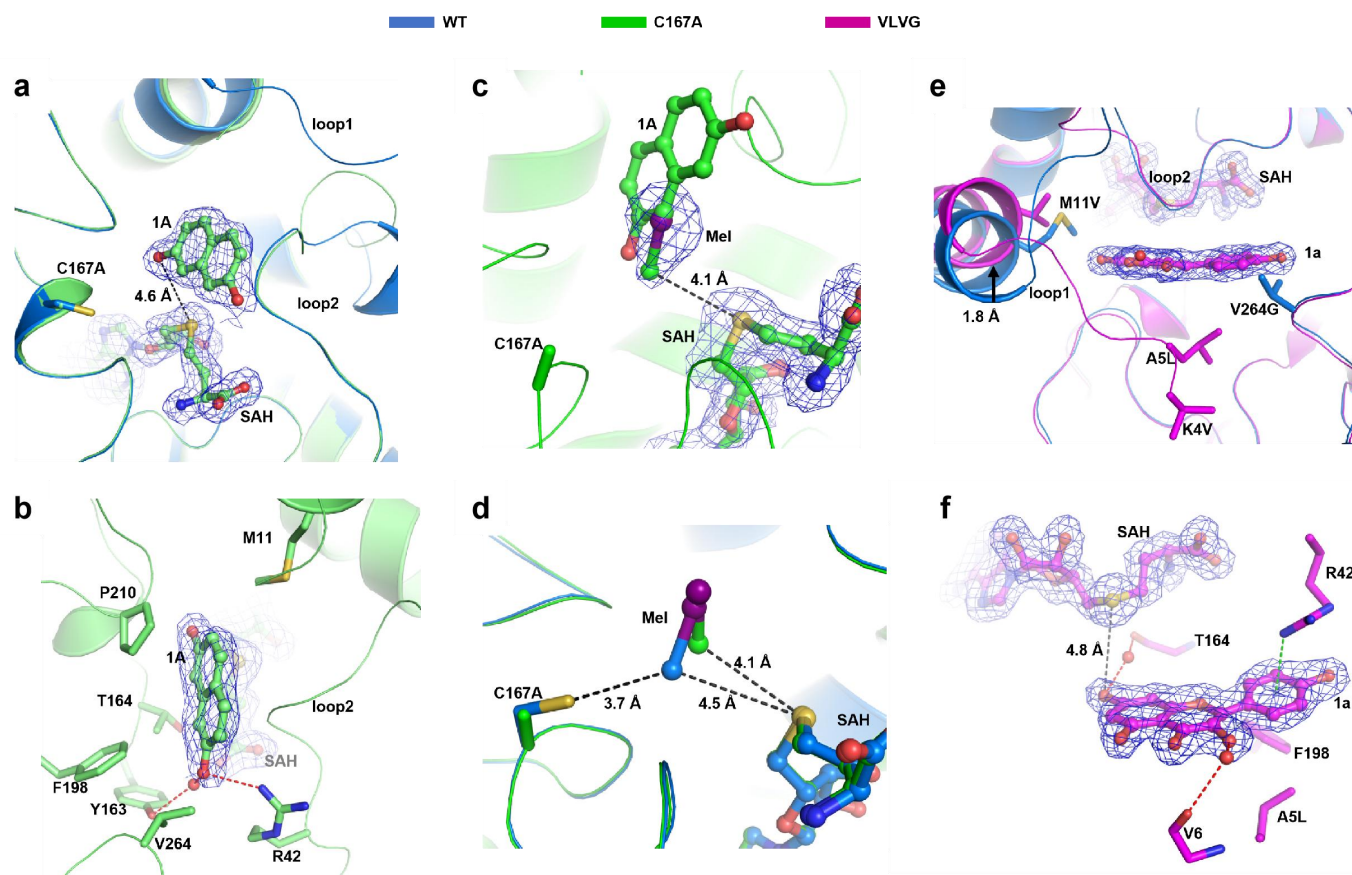 WT
C167A
VLVG
a
loop1
1A
C167A
4.6 Å
loop2
SAH
b
M11
P210
1A
T164
loop2
SAH
F198
Y163
V264
R42
c
1A
MeI
4.1 Å
SAH
C167A
d
MeI
4.1 Å
C167A
3.7 Å
4.5 Å
SAH
e
loop2
SAH
M11V
1a
loop1
V264G
1.8 Å
A5L
K4V
f
SAH
R42
T164
4.8 Å
1a
F198
A5L
V6